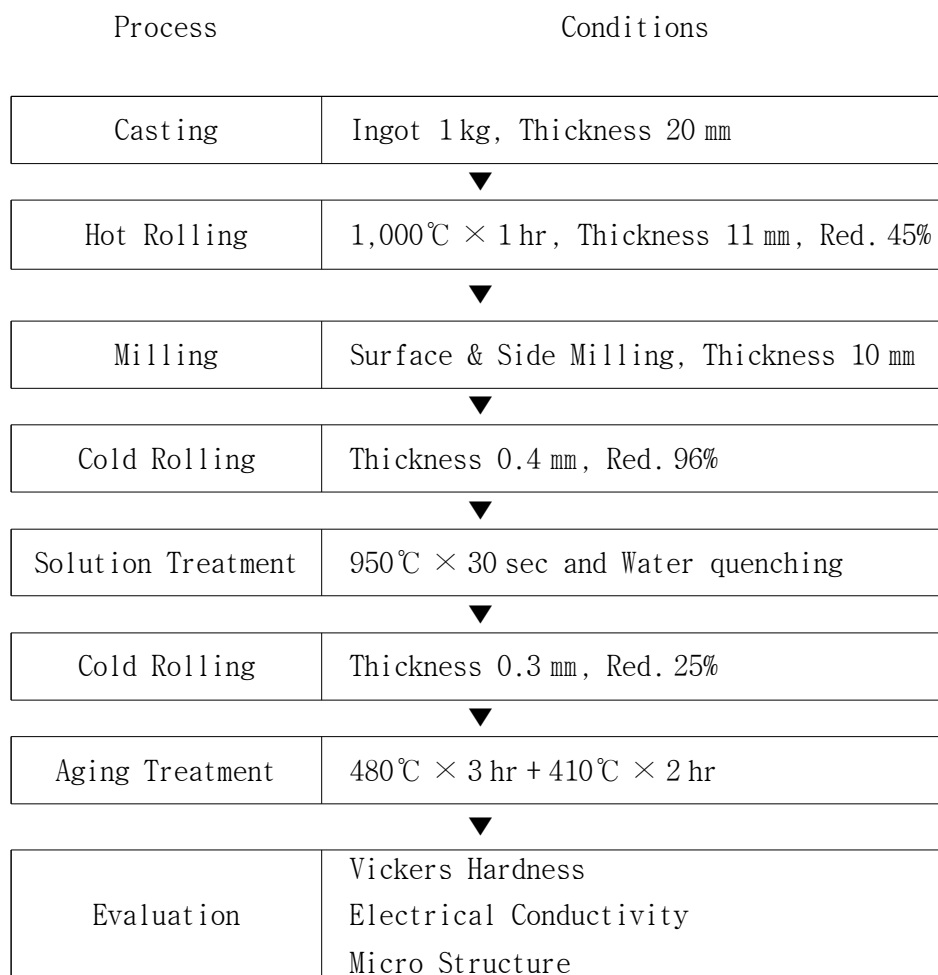 Process Conditions
Casting Ingot 1 kg, Thickness 20 mm
▼
Hot Rolling 1,000℃ × 1 hr, Thickness 11 mm, Red. 45%
▼
Milling Surface & Side Milling, Thickness 10 mm
▼
Cold Rolling Thickness 0.4 mm, Red. 96%
▼
Solution Treatment 950℃ × 30 sec and Water quenching
▼
Cold Rolling Thickness 0.3 mm, Red. 25%
▼
Aging Treatment 480℃ × 3 hr + 410℃ × 2 hr
▼
Vickers Hardness
Evaluation Electrical Conductivity
Micro Structure